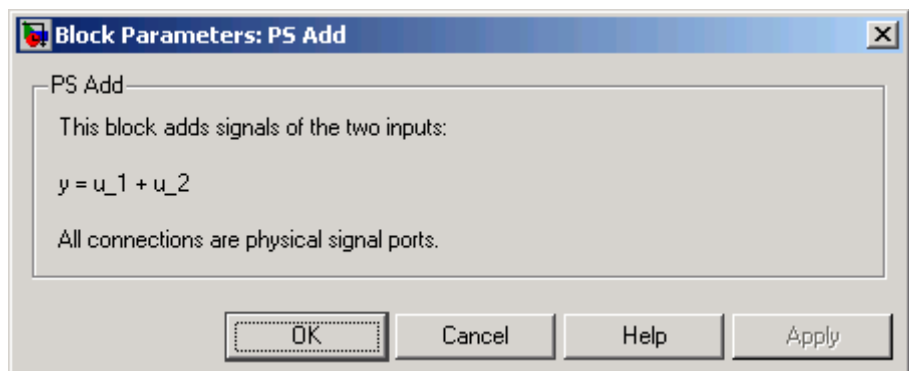 Block Parameters: PS Add
PS Add
This block adds signals of the two inputs:
y = u_1 + u_2
All connections are physical signal ports.
OK Cancel Help Apply